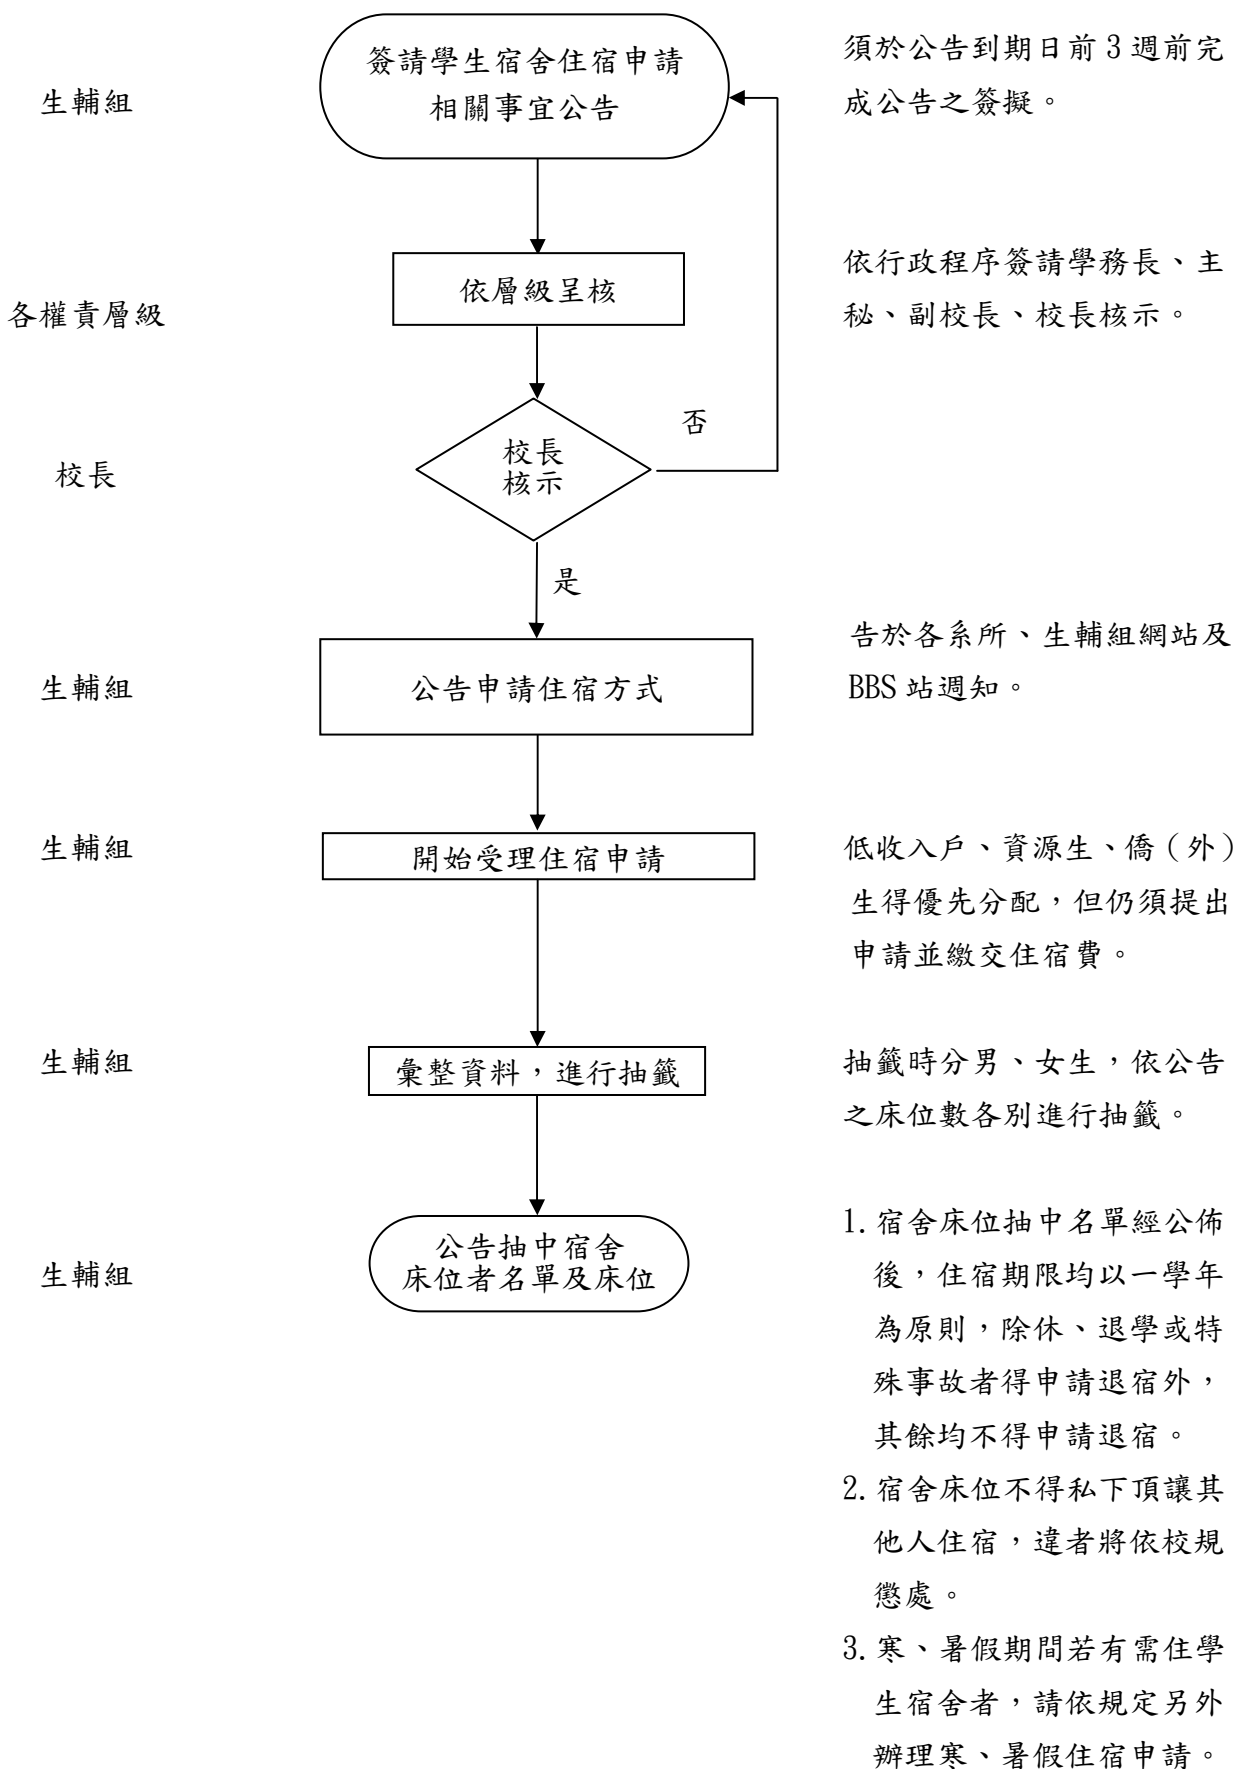 生輔組
簽請學生宿舍住宿申請
相關事宜公告
須於公告到期日前3週前完
成公告之簽擬。
各權責層級
依層級呈核
依行政程序簽請學務長、主
秘、副校長、校長核示。
校長
校長
核示
否
是
生輔組
公告申請住宿方式
告於各系所、生輔組網站及
BBS站週知。
生輔組
開始受理住宿申請
低收入戶、資源生、僑（外）
生得優先分配，但仍須提出
申請並繳交住宿費。
生輔組
彙整資料，進行抽籤
抽籤時分男、女生，依公告
之床位數各別進行抽籤。
生輔組
公告抽中宿舍
床位者名單及床位
1.宿舍床位抽中名單經公佈
後，住宿期限均以一學年
為原則，除休、退學或特
殊事故者得申請退宿外，
其餘均不得申請退宿。
2.宿舍床位不得私下頂讓其
他人住宿，違者將依校規
懲處。
3.寒、暑假期間若有需住學
生宿舍者，請依規定另外
辦理寒、暑假住宿申請。